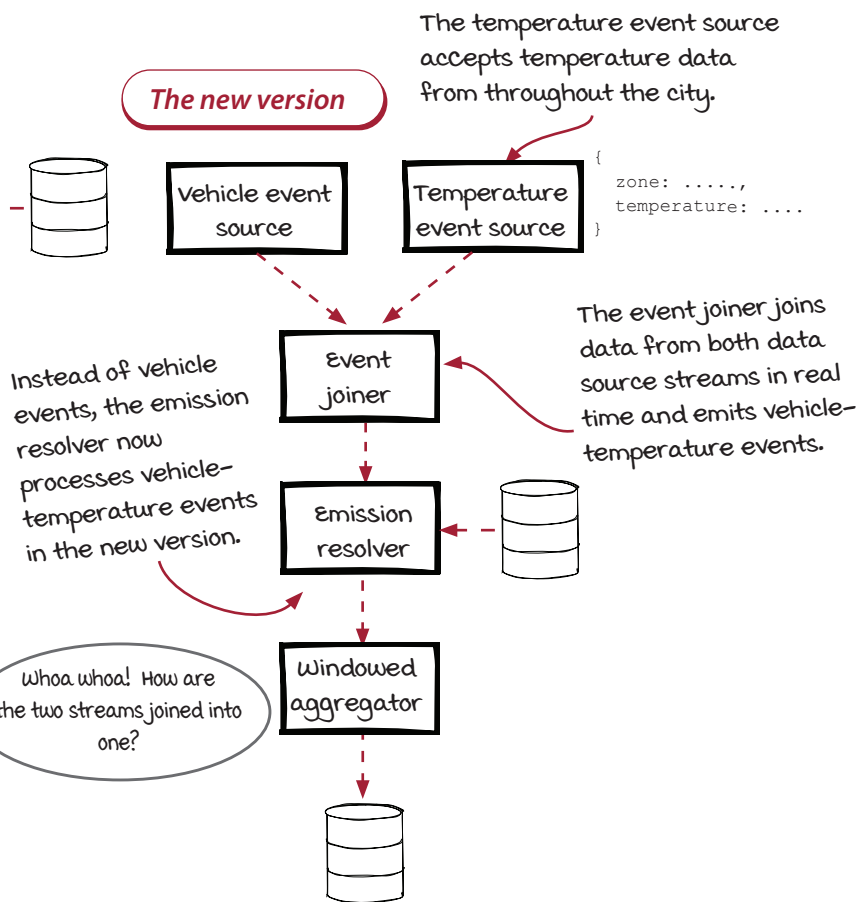 The temperature event source
accepts temperature data
from throughout the city.
The new version
Vehicle event
source
Temperature
event source
{
zone: .....,
temperature: ....
}
Event
joiner
The event joiner joins
data from both data
source streams in real
time and emits vehicle-
temperature events.
Instead of vehicle
events, the emission
resolver now
processes vehicle-
temperature events
in the new version.
Emission
resolver
Whoa whoa! How are
the two streams joined into
one?
Windowed
aggregator